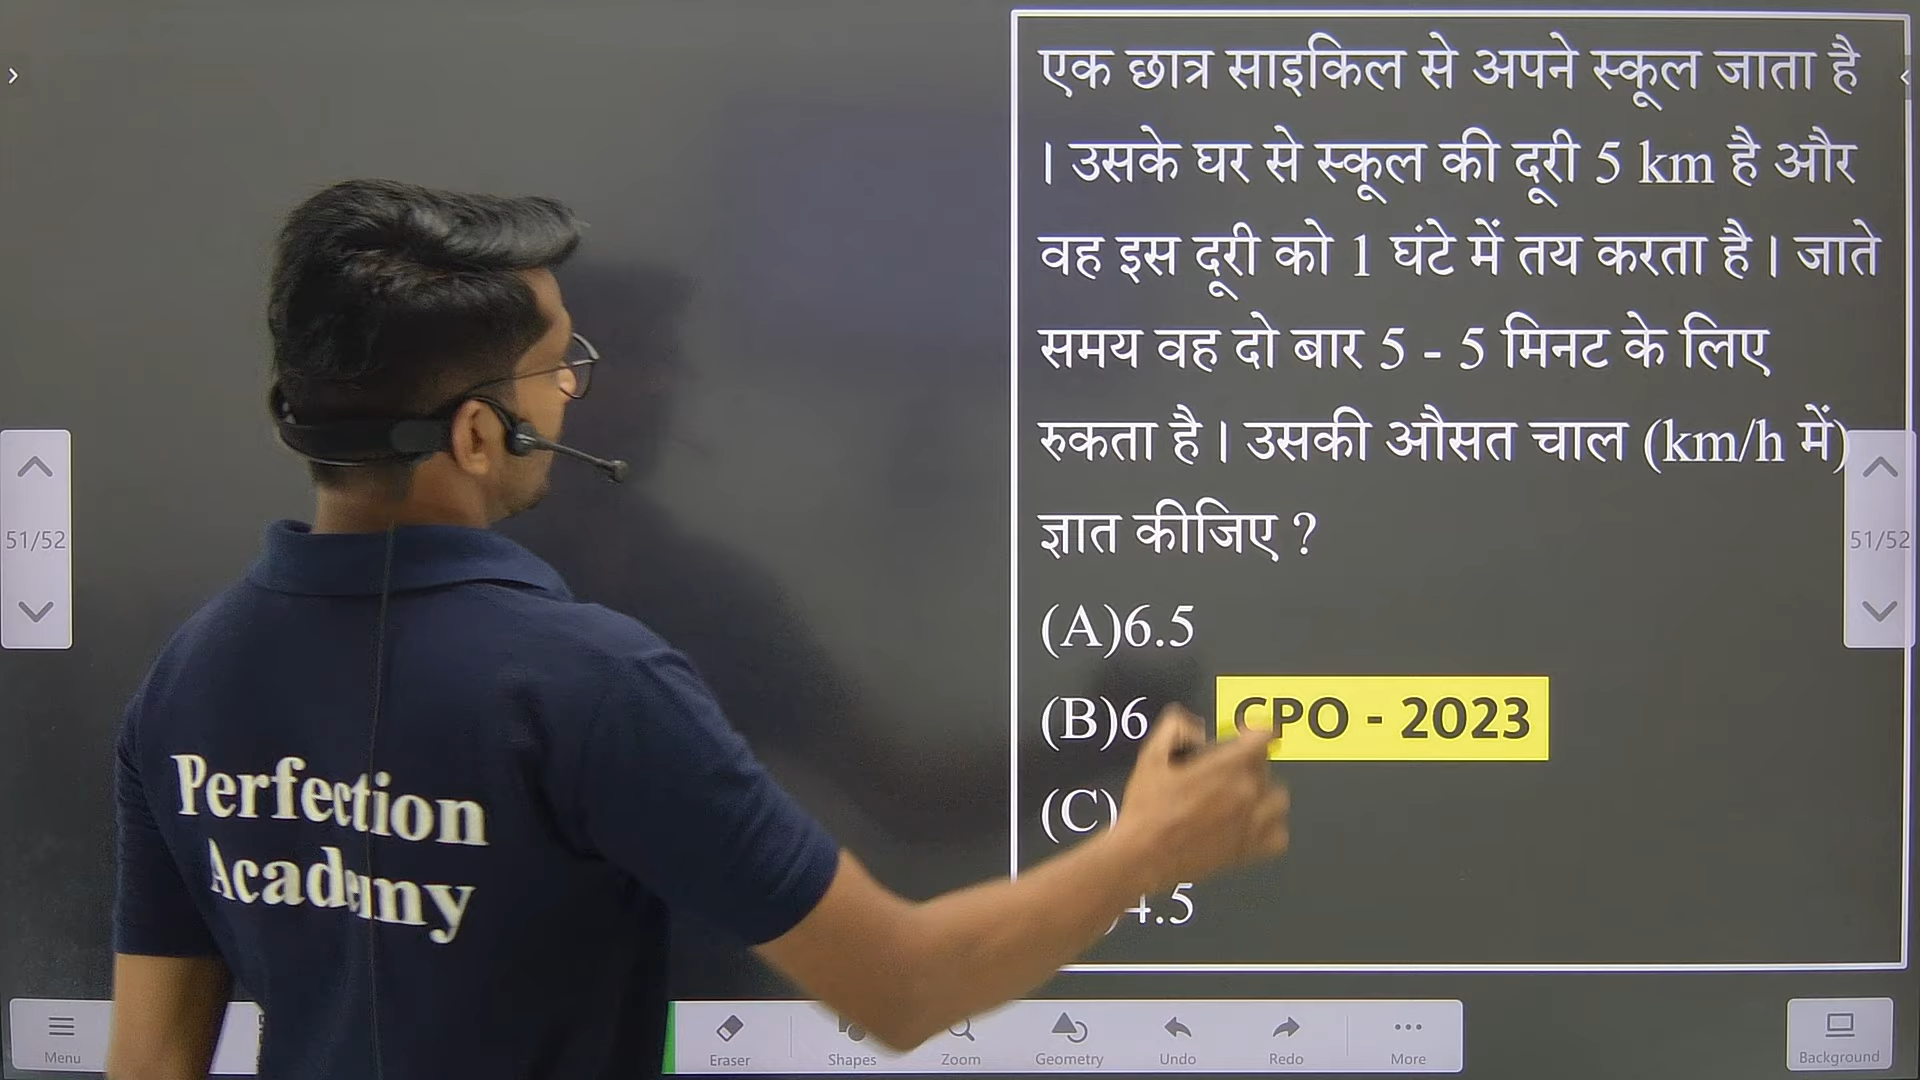 एक छात्र साइकिल से अपने स्कूल जाता है
। उसके घर से स्कूल की दूरी 5 km है और
वह इस दूरी को 1 घंटे में तय करता है। जाते
समय वह दो बार 5 - 5 मिनट के लिए
रुकता है। उसकी औसत चाल (km/h में)
ज्ञात कीजिए ?
(A)6.5
(B)6
CPO - 2023
(C)
4.5
51/52
51/52
Perfection
Academy
Menu
Eraser
Shapes
Zoom
Geometry
Undo
Redo
More
Background